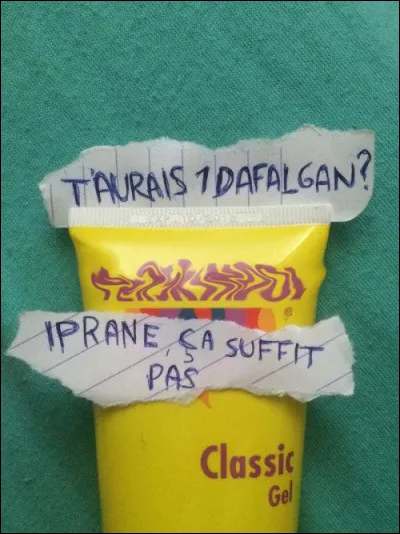 T'AURAIS 1 DAFALGAN?
®
IPRANE, ÇA SUFFIT
PAS
Classic
Gel